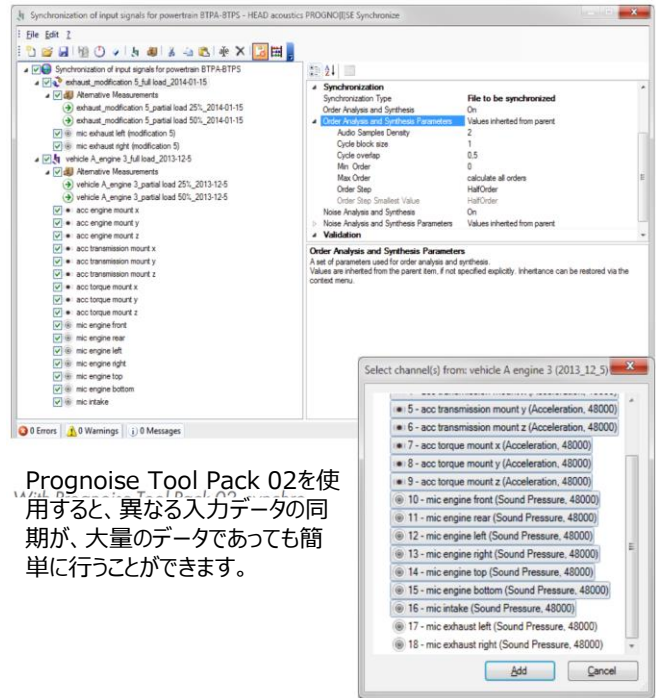 Synchronization of input signals for powertrain BTPA-BTPS - HEAD acoustics PROGNO[I]SE Synchronize
File Edit ?
Synchronization of input signals for powertrain BTPA-BTPS
exhaust_modification 5_full load_2014-01-15
Alternative Measurements
exhaust_modification 5_partial load 25%_2014-01-15
exhaust_modification 5_partial load 50%_2014-01-15
mic exhaust left (modification 5)
mic exhaust right (modification 5)
vehicle A_engine 3_full load_2013-12-5
Alternative Measurements
vehicle A_engine 3_partial load 25%_2013-12-5
vehicle A_engine 3_partial load 50%_2013-12-5
acc engine mount x
acc engine mount y
acc engine mount z
acc transmission mount x
acc transmission mount y
acc transmission mount z
acc torque mount x
acc torque mount y
acc torque mount z
mic engine front
mic engine rear
mic engine left
mic engine right
mic engine top
mic engine bottom
mic intake
0 Errors 0 Warnings 0 Messages
Synchronization
Synchronization Type File to be synchronized
Order Analysis and Synthesis On
Order Analysis and Synthesis Parameters Values inherited from parent
Audio Samples Density 2
Cycle block size 1
Cycle overlap 0,5
Min Order 0
Max Order calculate all orders
Order Step HalfOrder
Order Step Smallest Value HalfOrder
Noise Analysis and Synthesis On
Noise Analysis and Synthesis Parameters Values inherited from parent
Validation
Order Analysis and Synthesis Parameters
A set of parameters used for order analysis and synthesis.
Values are inherited from the parent item, if not specified explicitly. Inheritance can be restored via the
context menu.
Select channel(s) from: vehicle A engine 3 (2013_12_5)
5 - acc transmission mount y (Acceleration, 48000)
6 - acc transmission mount z (Acceleration, 48000)
7 - acc torque mount x (Acceleration, 48000)
8 - acc torque mount y (Acceleration, 48000)
9 - acc torque mount z (Acceleration, 48000)
10 - mic engine front (Sound Pressure, 48000)
11 - mic engine rear (Sound Pressure, 48000)
12 - mic engine left (Sound Pressure, 48000)
13 - mic engine right (Sound Pressure, 48000)
14 - mic engine top (Sound Pressure, 48000)
15 - mic engine bottom (Sound Pressure, 48000)
16 - mic intake (Sound Pressure, 48000)
17 - mic exhaust left (Sound Pressure, 48000)
18 - mic exhaust right (Sound Pressure, 48000)
Add Cancel
Prognoise Tool Pack 02を使
用すると、異なる入力データの同
期が、大量のデータであっても簡
単に行うことができます。